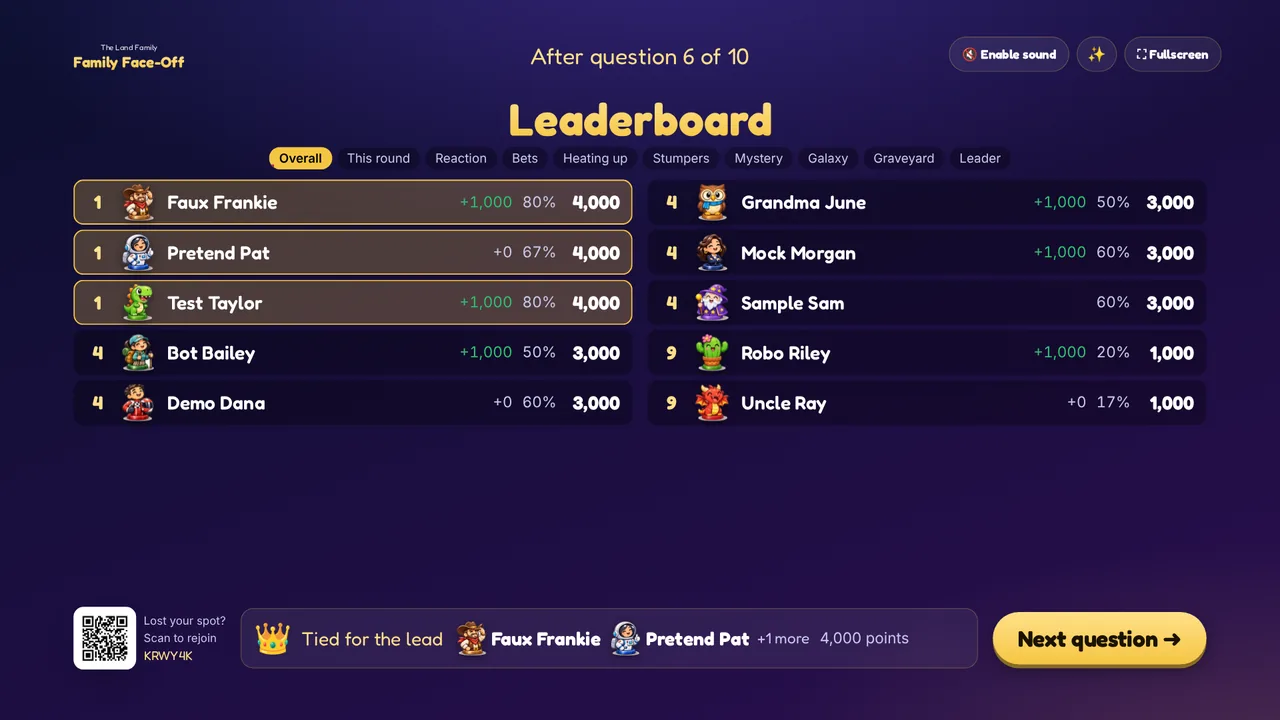 The Land Family
Family Face-Off
After question 6 of 10
Enable sound
Fullscreen
Leaderboard
Overall This round Reaction Bets Heating up Stumpers Mystery Galaxy Graveyard Leader
1 Faux Frankie +1,000 80% 4,000
1 Pretend Pat +0 67% 4,000
1 Test Taylor +1,000 80% 4,000
4 Bot Bailey +1,000 50% 3,000
4 Demo Dana +0 60% 3,000
4 Grandma June +1,000 50% 3,000
4 Mock Morgan +1,000 60% 3,000
4 Sample Sam 60% 3,000
9 Robo Riley +1,000 20% 1,000
9 Uncle Ray +0 17% 1,000
Lost your spot?
Scan to rejoin
KRWY4K
Tied for the lead Faux Frankie Pretend Pat +1 more 4,000 points
Next question →